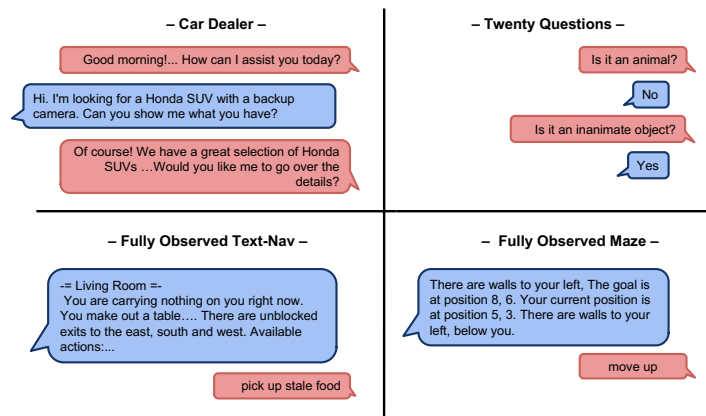 – Car Dealer –
Good morning!... How can I assist you today?
Hi. I'm looking for a Honda SUV with a backup
camera. Can you show me what you have?
Of course! We have a great selection of Honda
SUVs …Would you like me to go over the
details?
– Twenty Questions –
Is it an animal?
No
Is it an inanimate object?
Yes
– Fully Observed Text-Nav –
-= Living Room =-
You are carrying nothing on you right now.
You make out a table…. There are unblocked
exits to the east, south and west. Available
actions:...
pick up stale food
– Fully Observed Maze –
There are walls to your left, The goal is
at position 8, 6. Your current position is
at position 5, 3. There are walls to your
left, below you.
move up